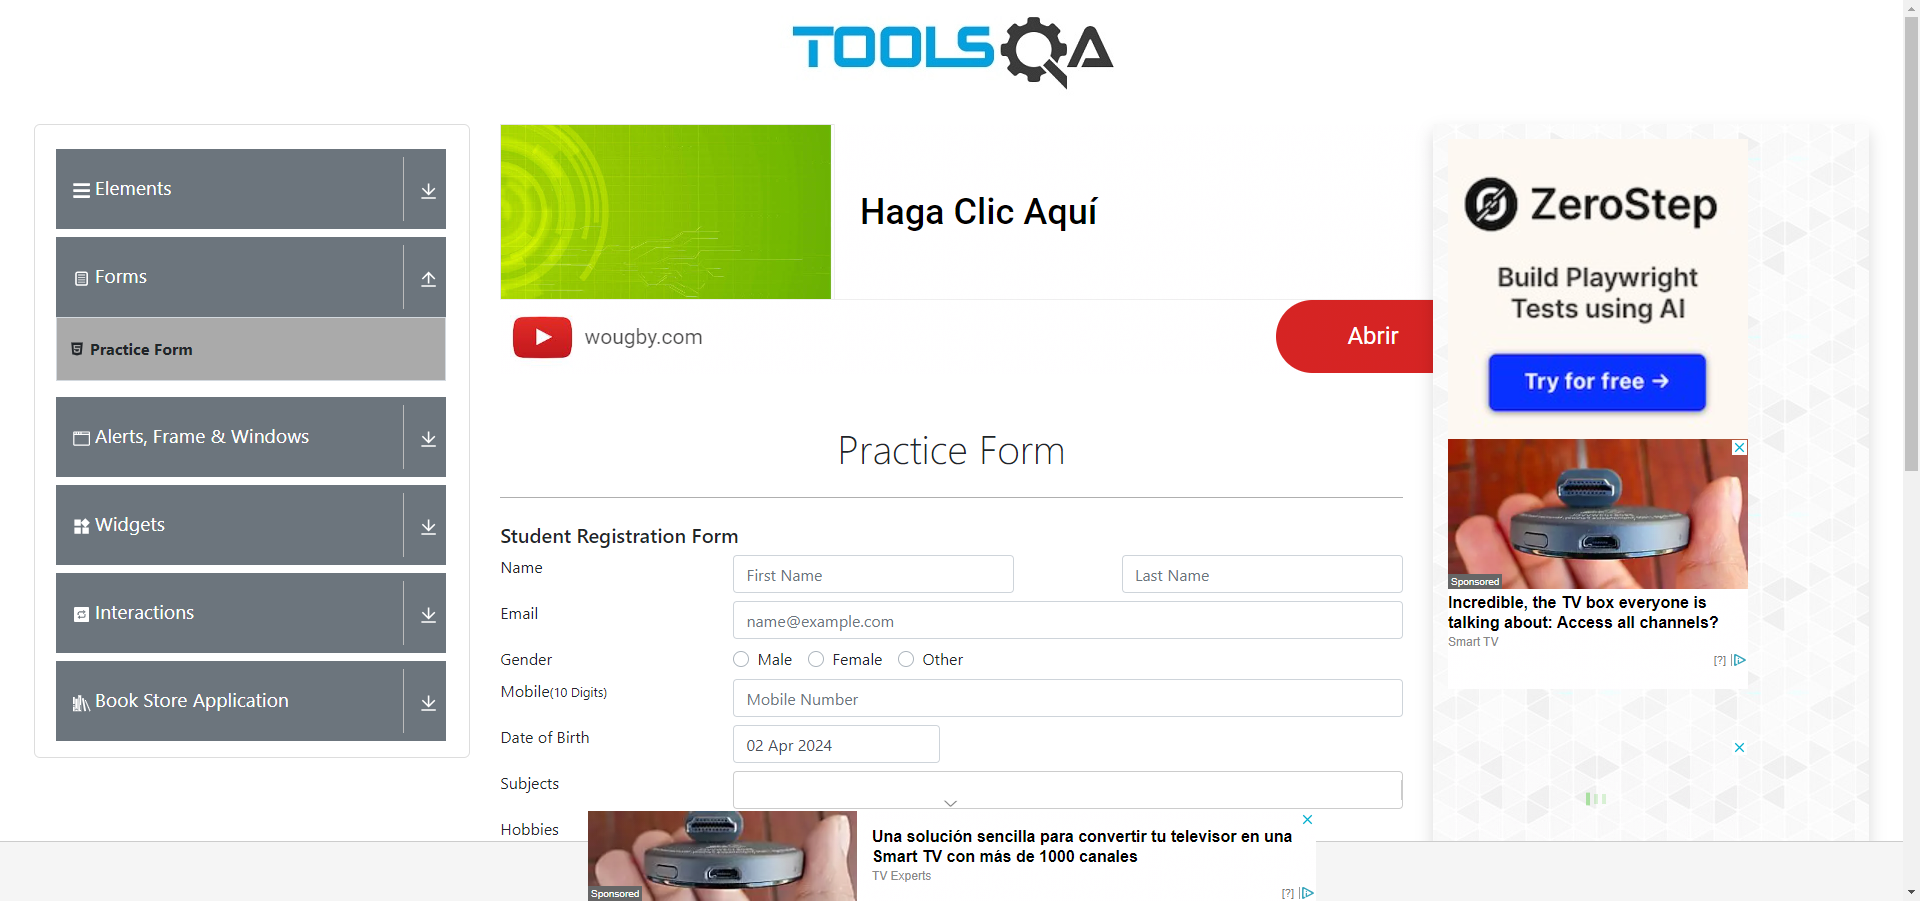 TOOLSQA
Elements
Forms
Practice Form
Alerts, Frame & Windows
Widgets
Interactions
Book Store Application
Haga Clic Aquí
wougby.com
Abrir
Practice Form
Student Registration Form
Name
First Name
Last Name
Email
name@example.com
Gender
Male
Female
Other
Mobile(10 Digits)
Mobile Number
Date of Birth
02 Apr 2024
Subjects
Hobbies
ZeroStep
Build Playwright
Tests using AI
Try for free →
Sponsored
Incredible, the TV box everyone is
talking about: Access all channels?
Smart TV
[?]
Sponsored
Una solución sencilla para convertir tu televisor en una
Smart TV con más de 1000 canales
TV Experts
[?]